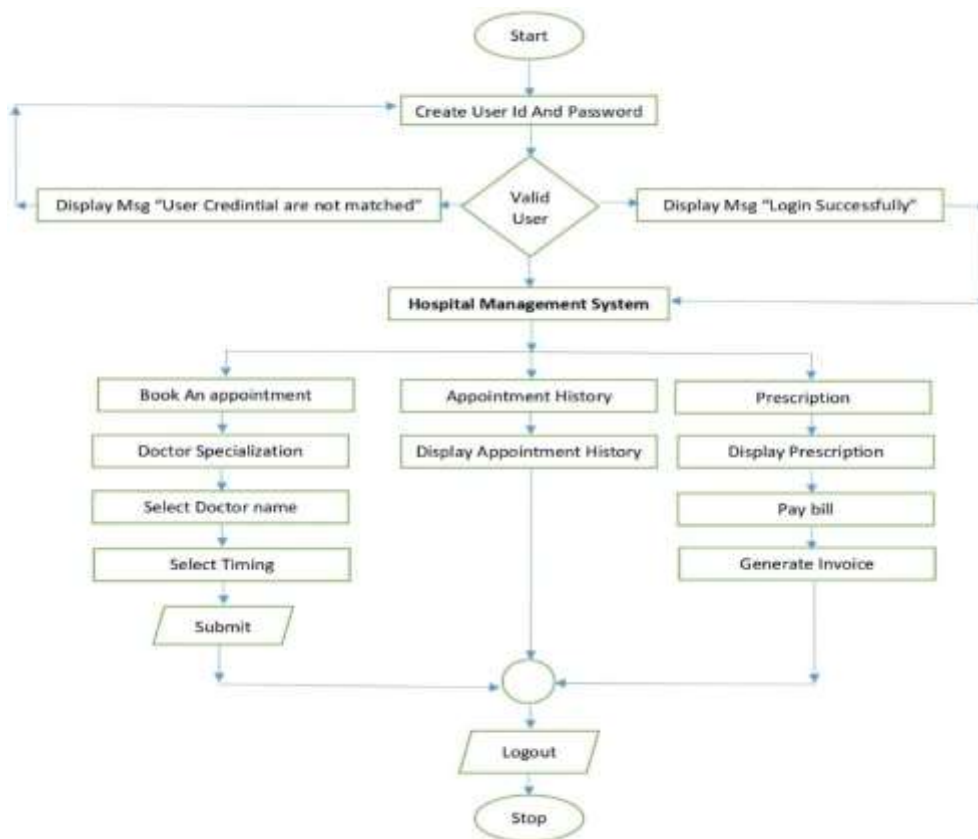 Start
Create User Id And Password
Display Msg "User Credintial are not matched"
Valid
User
Display Msg "Login Successfully"
Hospital Management System
Book An appointment
Appointment History
Prescription
Doctor Specialization
Display Appointment History
Display Prescription
Select Doctor name
Pay bill
Select Timing
Generate Invoice
Submit
Logout
Stop